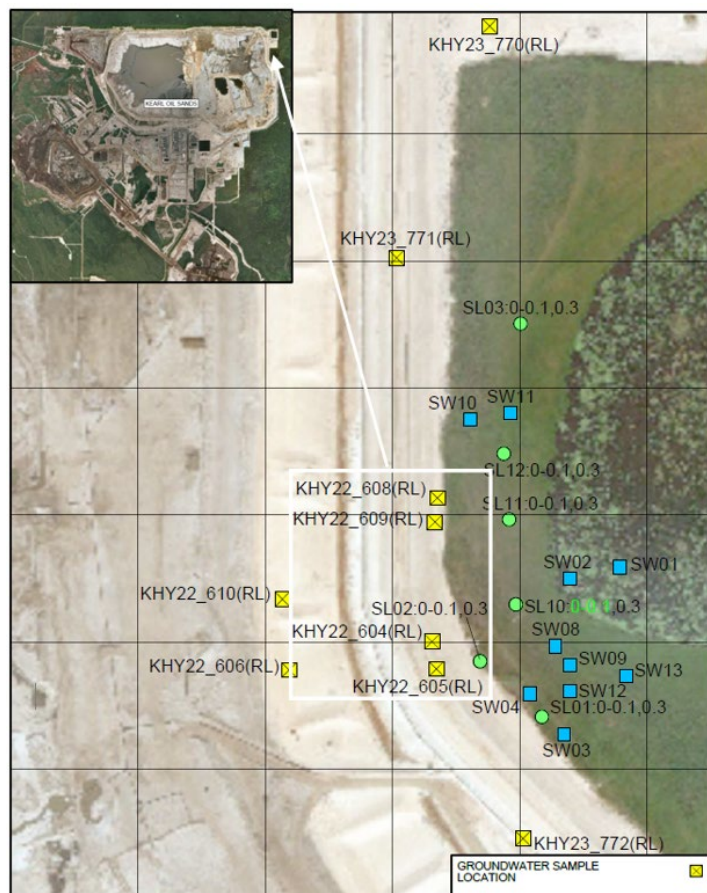 KHY23_770(RL)
KEARL OIL SANDS
KHY23_771(RL)
SL03:0-0.1,0.3
SW10
SW11
SL12:0-0.1,0.3
KHY22_608(RL)
SL11:0-0.1,0.3
KHY22_609(RL)
SW02
SW01
KHY22_610(RL)
SL02:0-0.1,0.3
SL10:0-0.1,0.3
KHY22_604(RL)
SW08
KHY22_606(RL)
SW09
SW13
KHY22_605(RL)
SW12
SW04
SL01:0-0.1,0.3
SW03
KHY23_772(RL)
GROUNDWATER SAMPLE
LOCATION